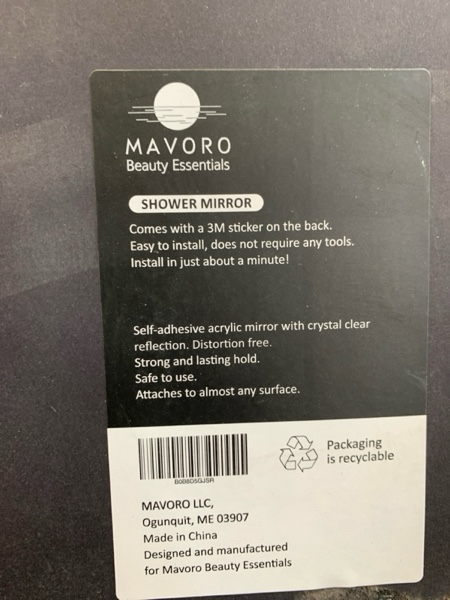 MAVORO
Beauty Essentials
SHOWER MIRROR
Comes with a 3M sticker on the back.
Easy to install, does not require any tools.
Install in just about a minute!
Self-adhesive acrylic mirror with crystal clear
reflection. Distortion free.
Strong and lasting hold.
Safe to use.
Attaches to almost any surface.
Packaging
is recyclable
MAVORO LLC,
Ogunquit, ME 03907
Made in China
Designed and manufactured
for Mavoro Beauty Essentials